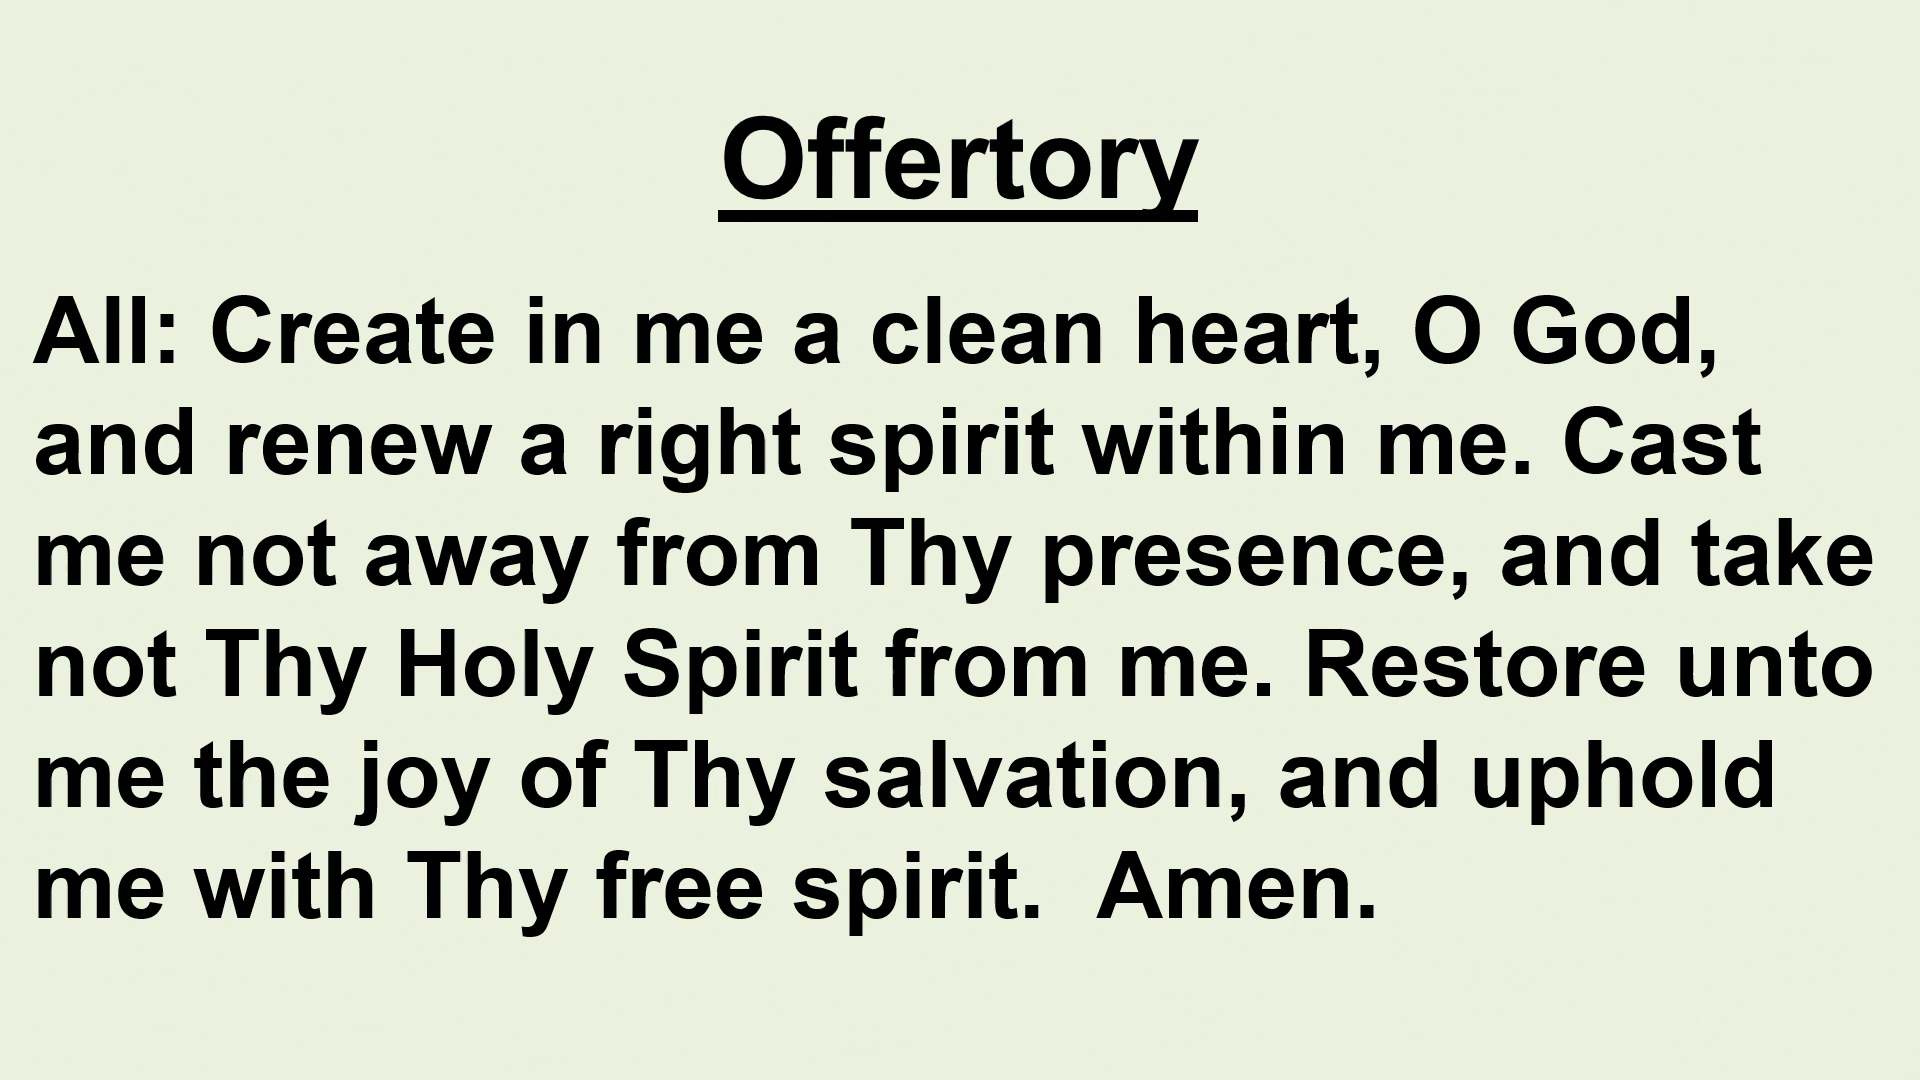 Offertory
All: Create in me a clean heart, O God,
and renew a right spirit within me. Cast
me not away from Thy presence, and take
not Thy Holy Spirit from me. Restore unto
me the joy of Thy salvation, and uphold
me with Thy free spirit.  Amen.